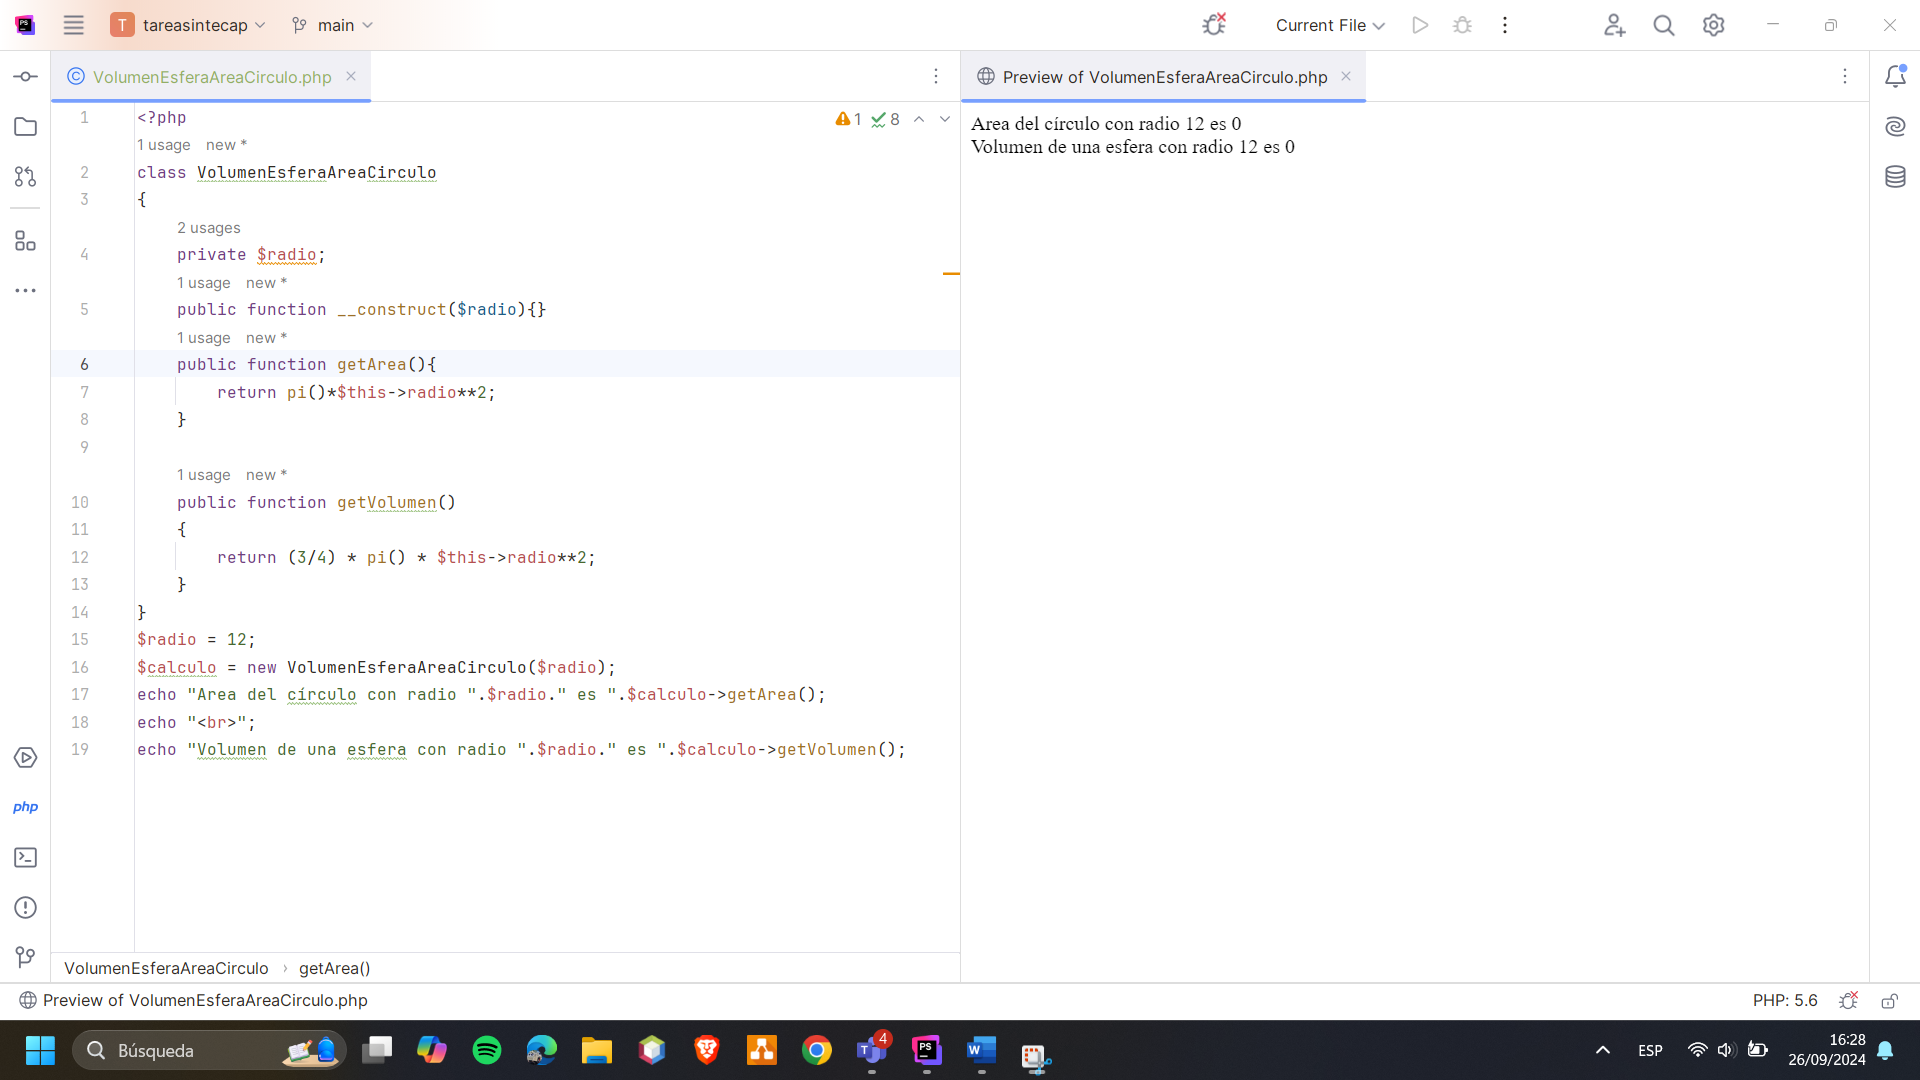 T tareasintecap main Current File
VolumenEsferaAreaCirculo.php
Preview of VolumenEsferaAreaCirculo.php
1 <?php
1 8
1 usage new *
2 class VolumenEsferaAreaCirculo
3 {
2 usages
4 private $radio;
1 usage new *
5 public function __construct($radio){}
1 usage new *
6 public function getArea(){
7 return pi()*$this->radio**2;
8 }
9
1 usage new *
10 public function getVolumen()
11 {
12 return (3/4) * pi() * $this->radio**2;
13 }
14 }
15 $radio = 12;
16 $calculo = new VolumenEsferaAreaCirculo($radio);
17 echo "Area del círculo con radio ".$radio." es ".$calculo->getArea();
18 echo "<br>";
19 echo "Volumen de una esfera con radio ".$radio." es ".$calculo->getVolumen();
Area del círculo con radio 12 es 0
Volumen de una esfera con radio 12 es 0
php
VolumenEsferaAreaCirculo › getArea()
Preview of VolumenEsferaAreaCirculo.php
PHP: 5.6
Búsqueda
4
PS
W
ESP
16:28
26/09/2024